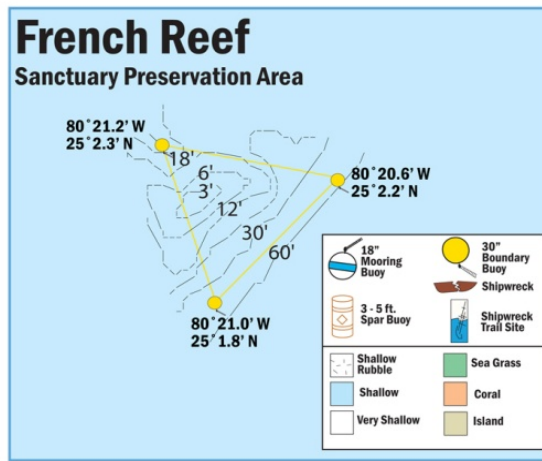 French Reef
Sanctuary Preservation Area
80°21.2' W
25°2.3' N
18'
6'
3'
12'
30'
60'
80°20.6' W
25°2.2' N
80°21.0' W
25°1.8' N
18"
Mooring
Buoy
30"
Boundary
Buoy
Shipwreck
3 - 5 ft.
Spar Buoy
Shipwreck
Trail Site
Shallow
Rubble
Sea Grass
Shallow
Coral
Very Shallow
Island